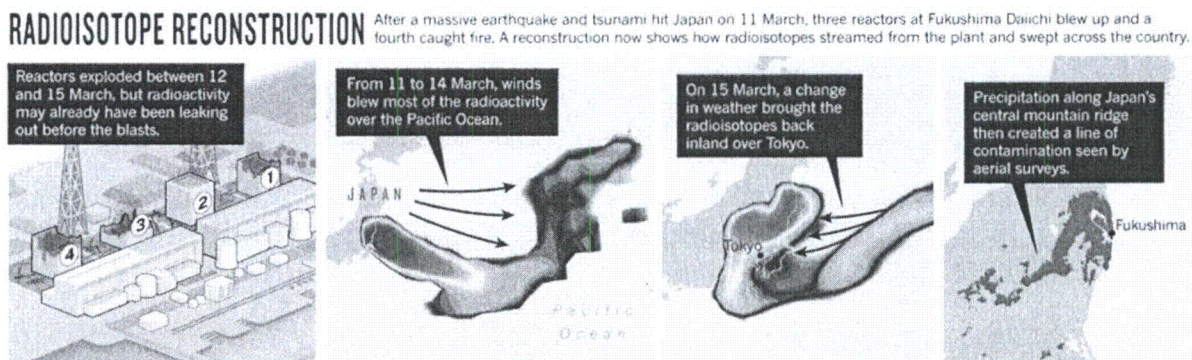 RADIOISOTOPE RECONSTRUCTION
After a massive earthquake and tsunami hit Japan on 11 March, three reactors at Fukushima Daiichi blew up and a
fourth caught fire. A reconstruction now shows how radioisotopes streamed from the plant and swept across the country.
Reactors exploded between 12
and 15 March, but radioactivity
may already have been leaking
out before the blasts.
1
2
3
4
From 11 to 14 March, winds
blew most of the radioactivity
over the Pacific Ocean.
JAPAN
Pacific
Ocean
On 15 March, a change
in weather brought the
radioisotopes back
inland over Tokyo.
Tokyo
Precipitation along Japan's
central mountain ridge
then created a line of
contamination seen by
aerial surveys.
Fukushima